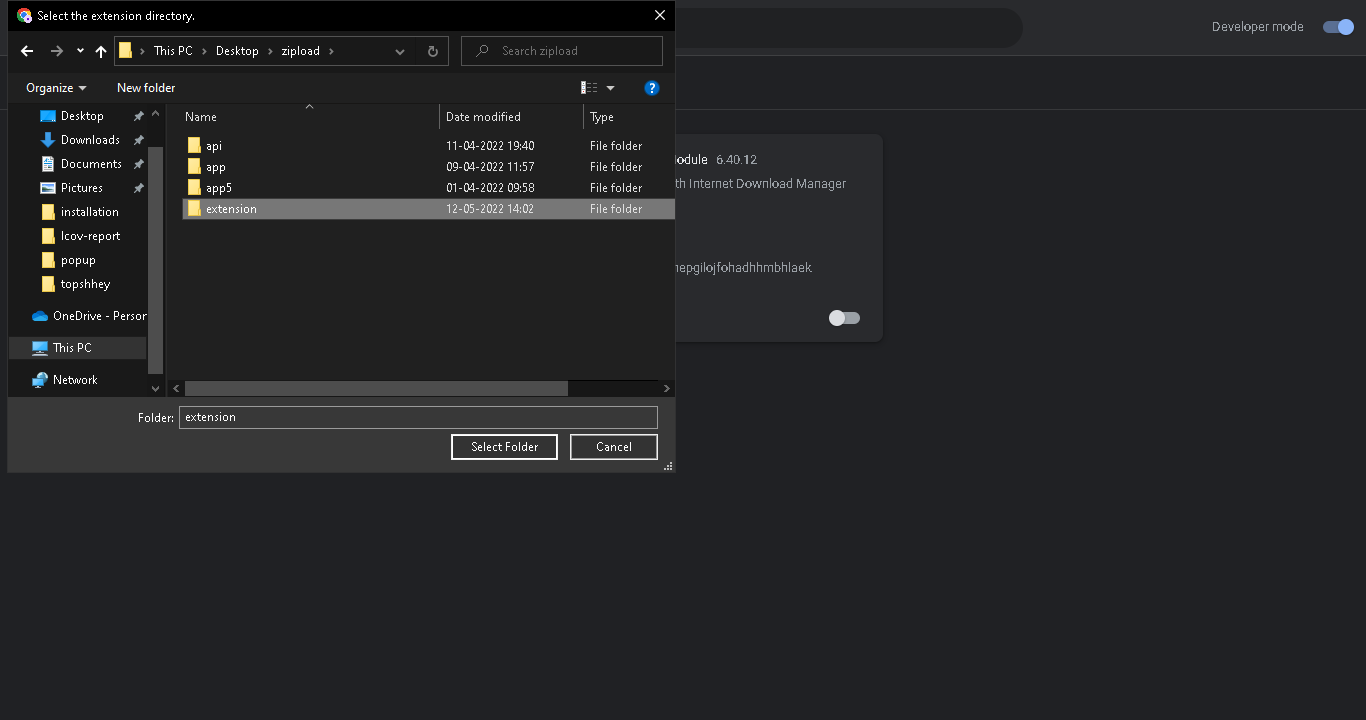 Select the extension directory.
This PC > Desktop > zipload >
Search zipload
Organize
New folder
?
Desktop
Downloads
Documents
Pictures
installation
lcov-report
popup
topshhey
OneDrive - Person
This PC
Network
Name Date modified Type
api 11-04-2022 19:40 File folder
app 09-04-2022 11:57 File folder
app5 01-04-2022 09:58 File folder
extension 12-05-2022 14:02 File folder
Folder: extension
Select Folder
Cancel
Developer mode
odule 6.40.12
th Internet Download Manager
nepgilojfohadhhmbhlaek